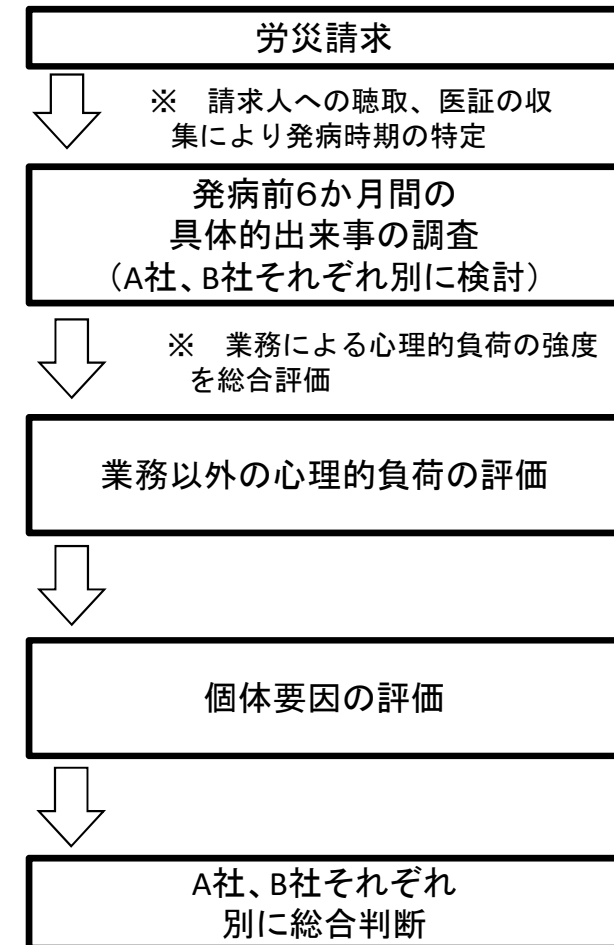 労災請求
※　請求人への聴取、医証の収
集により発病時期の特定
発病前6か月間の
具体的出来事の調査
（A社、B社それぞれ別に検討）
※　業務による心理的負荷の強度
を総合評価
業務以外の心理的負荷の評価
個体要因の評価
A社、B社それぞれ
別に総合判断